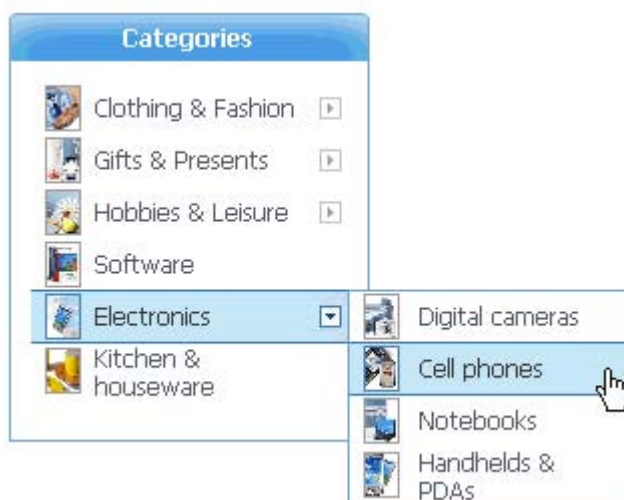 Categories
Clothing & Fashion
Gifts & Presents
Hobbies & Leisure
Software
Electronics
Kitchen &
houseware
Digital cameras
Cell phones
Notebooks
Handhelds &
PDAs